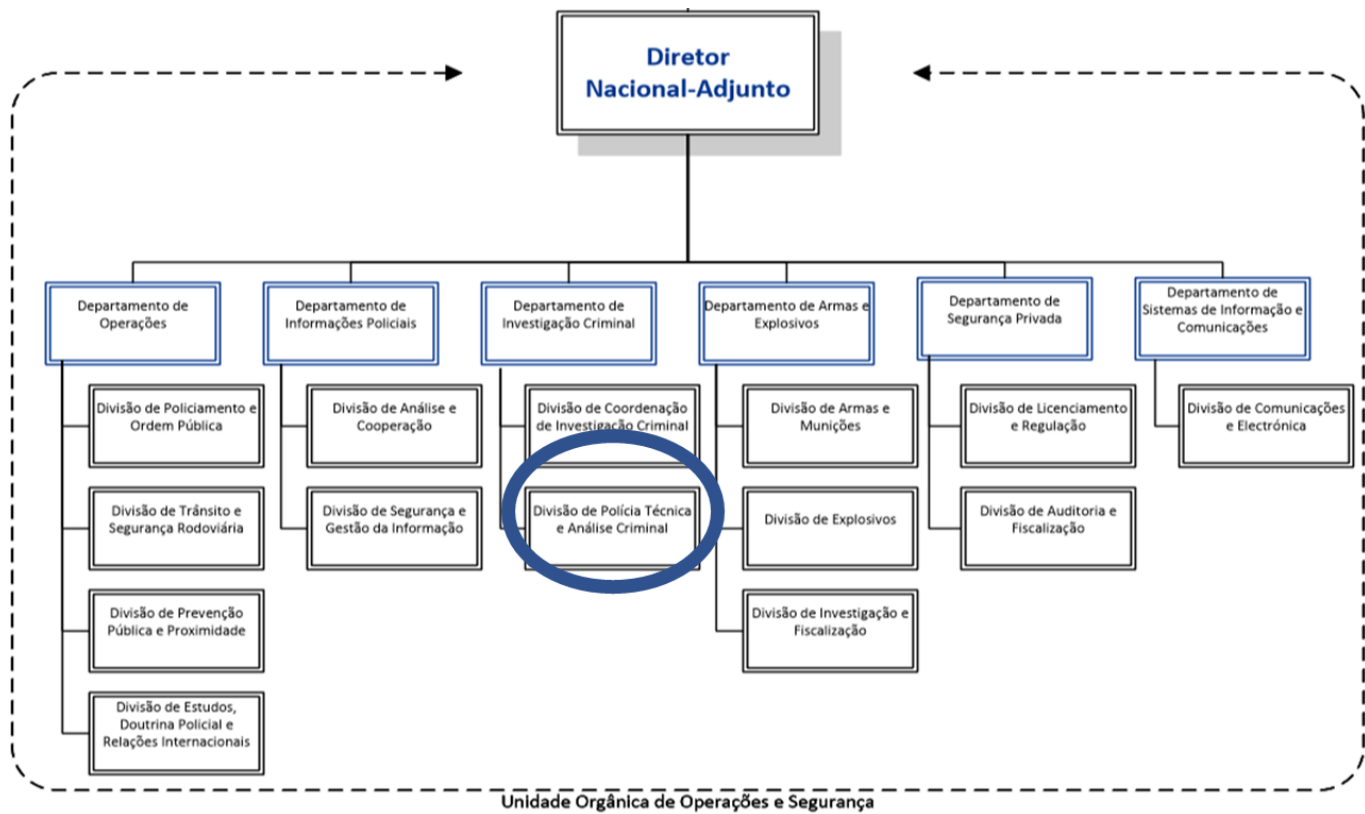 Diretor
Nacional-Adjunto
Departamento de
Operações
Departamento de
Informações Policiais
Departamento de
Investigação Criminal
Departamento de Armas e
Explosivos
Departamento de
Segurança Privada
Departamento de
Sistemas de Informação e
Comunicações
Divisão de Policiamento e
Ordem Pública
Divisão de Análise e
Cooperação
Divisão de Coordenação
de Investigação Criminal
Divisão de Armas e
Munições
Divisão de Licenciamento
e Regulação
Divisão de Comunicações
e Electrónica
Divisão de Trânsito e
Segurança Rodoviária
Divisão de Segurança e
Gestão da Informação
Divisão de Polícia Técnica
e Análise Criminal
Divisão de Explosivos
Divisão de Auditoria e
Fiscalização
Divisão de Prevenção
Pública e Proximidade
Divisão de Investigação e
Fiscalização
Divisão de Estudos,
Doutrina Policial e
Relações Internacionais
Unidade Orgânica de Operações e Segurança